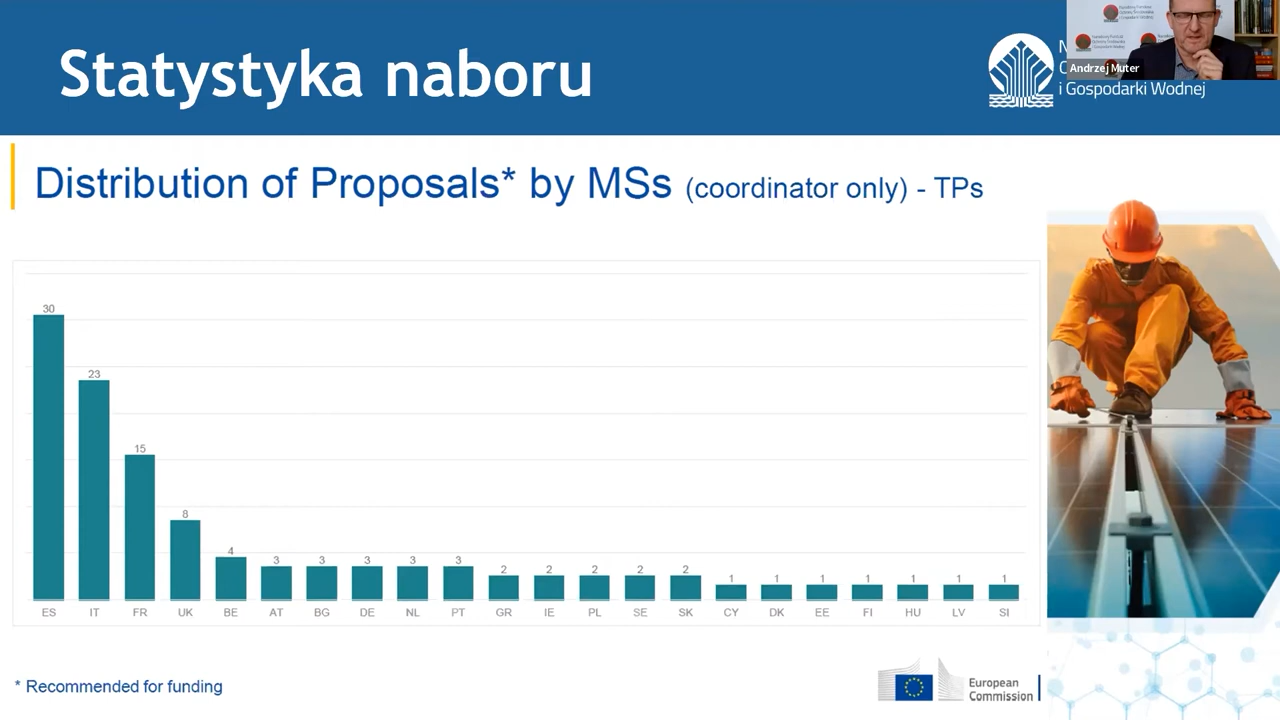 Statystyka naboru
Andrzej Muter
i Gospodarki Wodnej
Distribution of Proposals* by MSs (coordinator only) - TPs
30
23
15
8
4
3
3
3
3
3
2
2
2
2
2
1
1
1
1
1
1
1
ES IT FR UK BE AT BG DE NL PT GR IE PL SE SK CY DK EE FI HU LV SI
* Recommended for funding
European
Commission